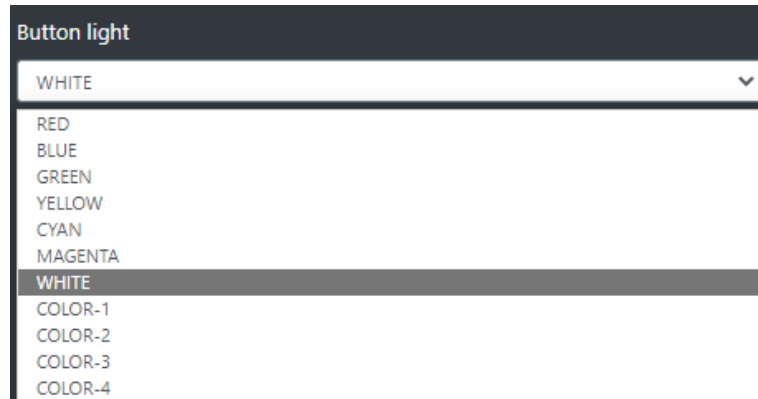 Button light
WHITE
RED
BLUE
GREEN
YELLOW
CYAN
MAGENTA
WHITE
COLOR-1
COLOR-2
COLOR-3
COLOR-4